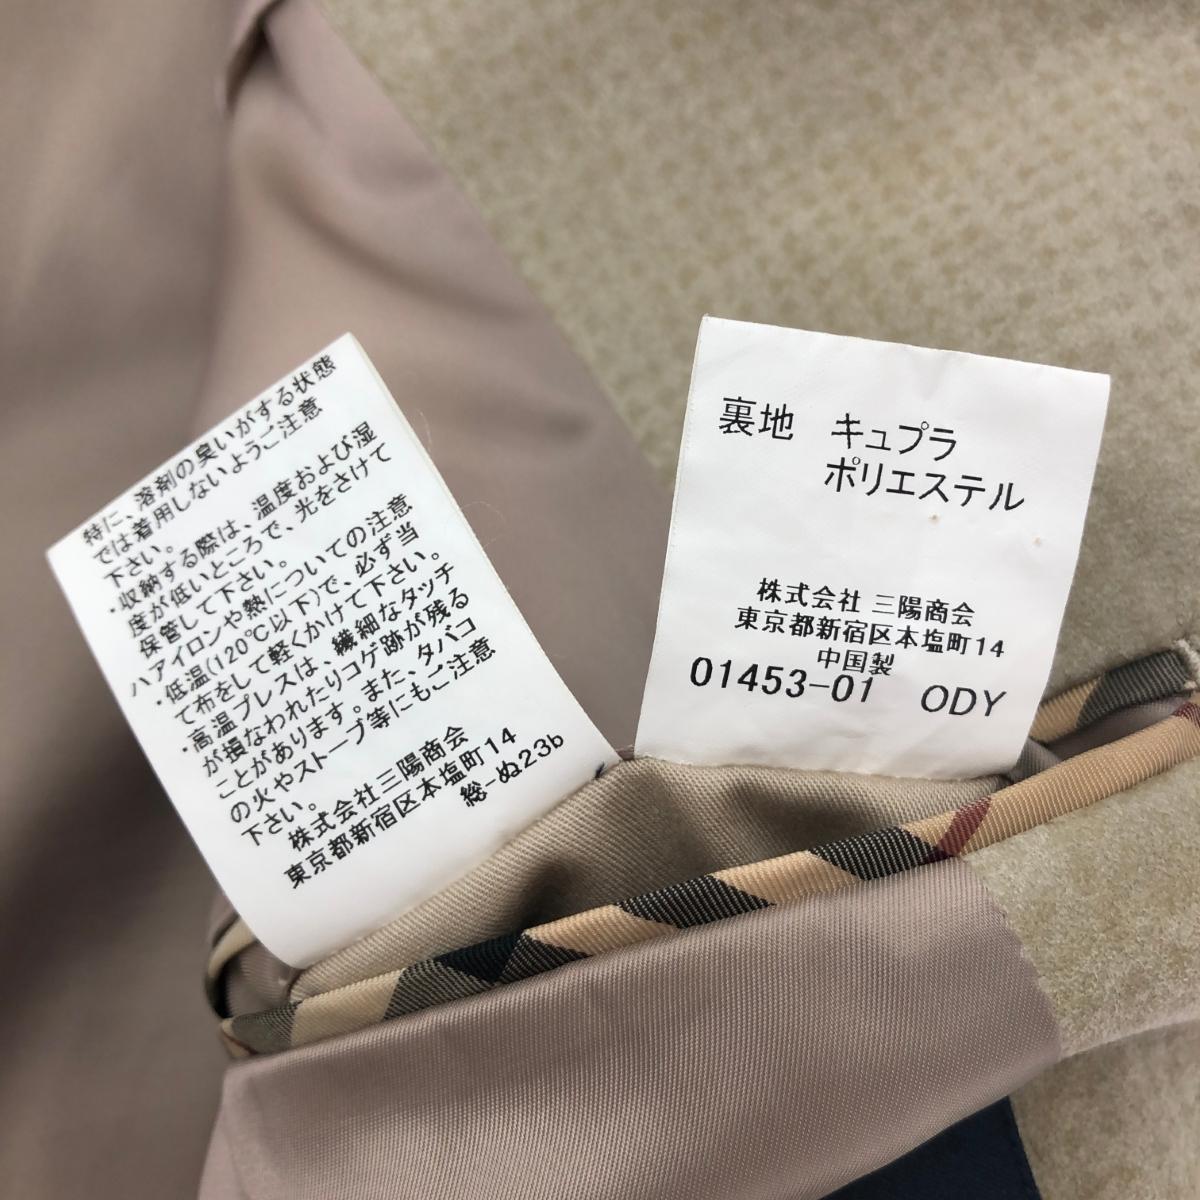 特に、溶剤の臭いがする状態
では着用しないようご注意
下さい。
・収納する際は、温度および湿
度が低いところで、光をさけて
保管して下さい。
ハアイロンや熱についての注意
・低温(120℃以下)で、必ず当
て布をして軽くかけて下さい。
・高温プレスは、繊細なタッチ
が損なわれたりコゲ跡が残る
ことがあります。また、タバコ
の火やストーブ等にもご注意
下さい。
株式会社三陽商会
東京都新宿区本塩町14
総-ぬ23b
裏地 キュプラ
ポリエステル
株式会社 三陽商会
東京都新宿区本塩町14
中国製
01453-01 ODY